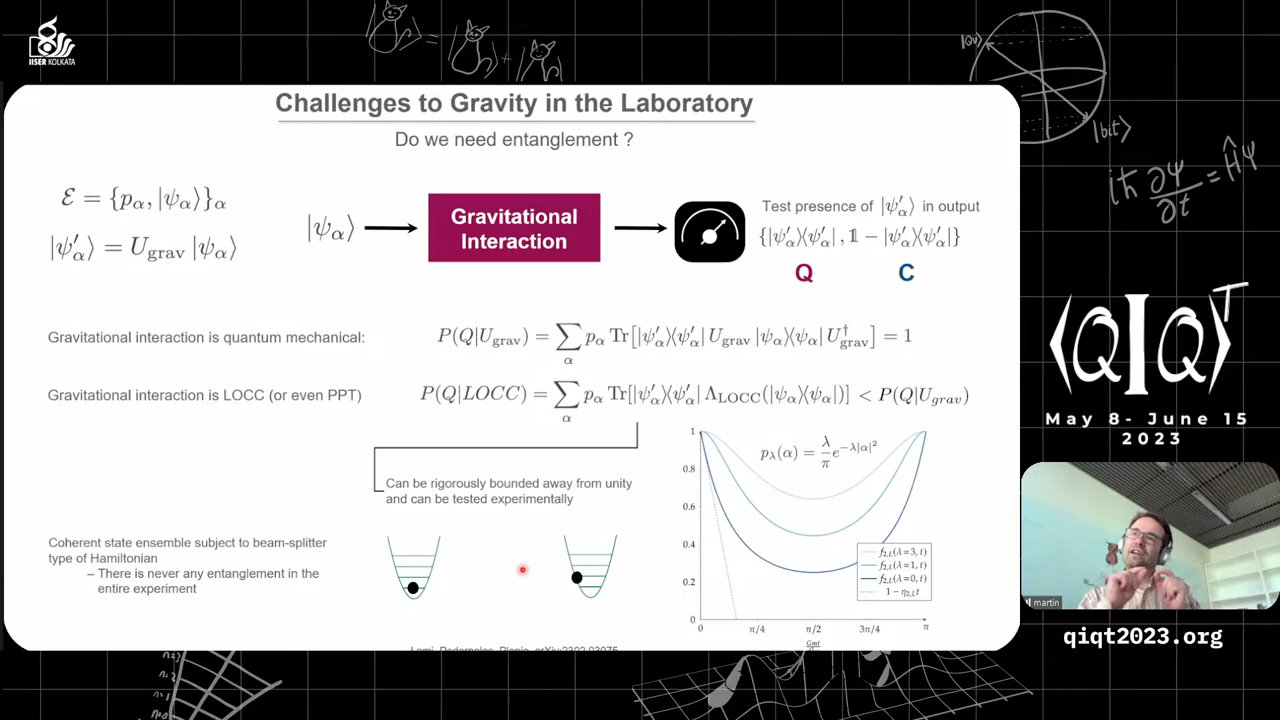 IISER KOLKATA
Challenges to Gravity in the Laboratory
Do we need entanglement ?
ℰ = {p_α, |ψ_α⟩}_α
|ψ′_α⟩ = U_grav |ψ_α⟩
|ψ_α⟩
Gravitational
Interaction
Test presence of |ψ′_α⟩ in output
{|ψ′_α⟩⟨ψ′_α|, 𝟙 − |ψ′_α⟩⟨ψ′_α|}
Q C
Gravitational interaction is quantum mechanical:
P(Q|U_grav) = ∑_α p_α Tr[|ψ′_α⟩⟨ψ′_α| U_grav |ψ_α⟩⟨ψ_α| U†_grav] = 1
Gravitational interaction is LOCC (or even PPT)
P(Q|LOCC) = ∑_α p_α Tr[|ψ′_α⟩⟨ψ′_α| Λ_LOCC(|ψ_α⟩⟨ψ_α|)] < P(Q|U_grav)
Can be rigorously bounded away from unity
and can be tested experimentally
Coherent state ensemble subject to beam-splitter
type of Hamiltonian
– There is never any entanglement in the
entire experiment
p_λ(α) = λ/π e^{−λ|α|²}
1
0.8
0.6
0.4
0.2
0
0 π/4 π/2 3π/4 π
f_{2,L}(λ=3, t)
f_{2,L}(λ=1, t)
f_{2,L}(λ=0, t)
1 − η_{2,L}t
|bit⟩
iℏ ∂ψ/∂t = Ĥψ
⟨QIQ⟩T
May 8- June 15
2023
martin
qiqt2023.org
n=2
n=1
n=0